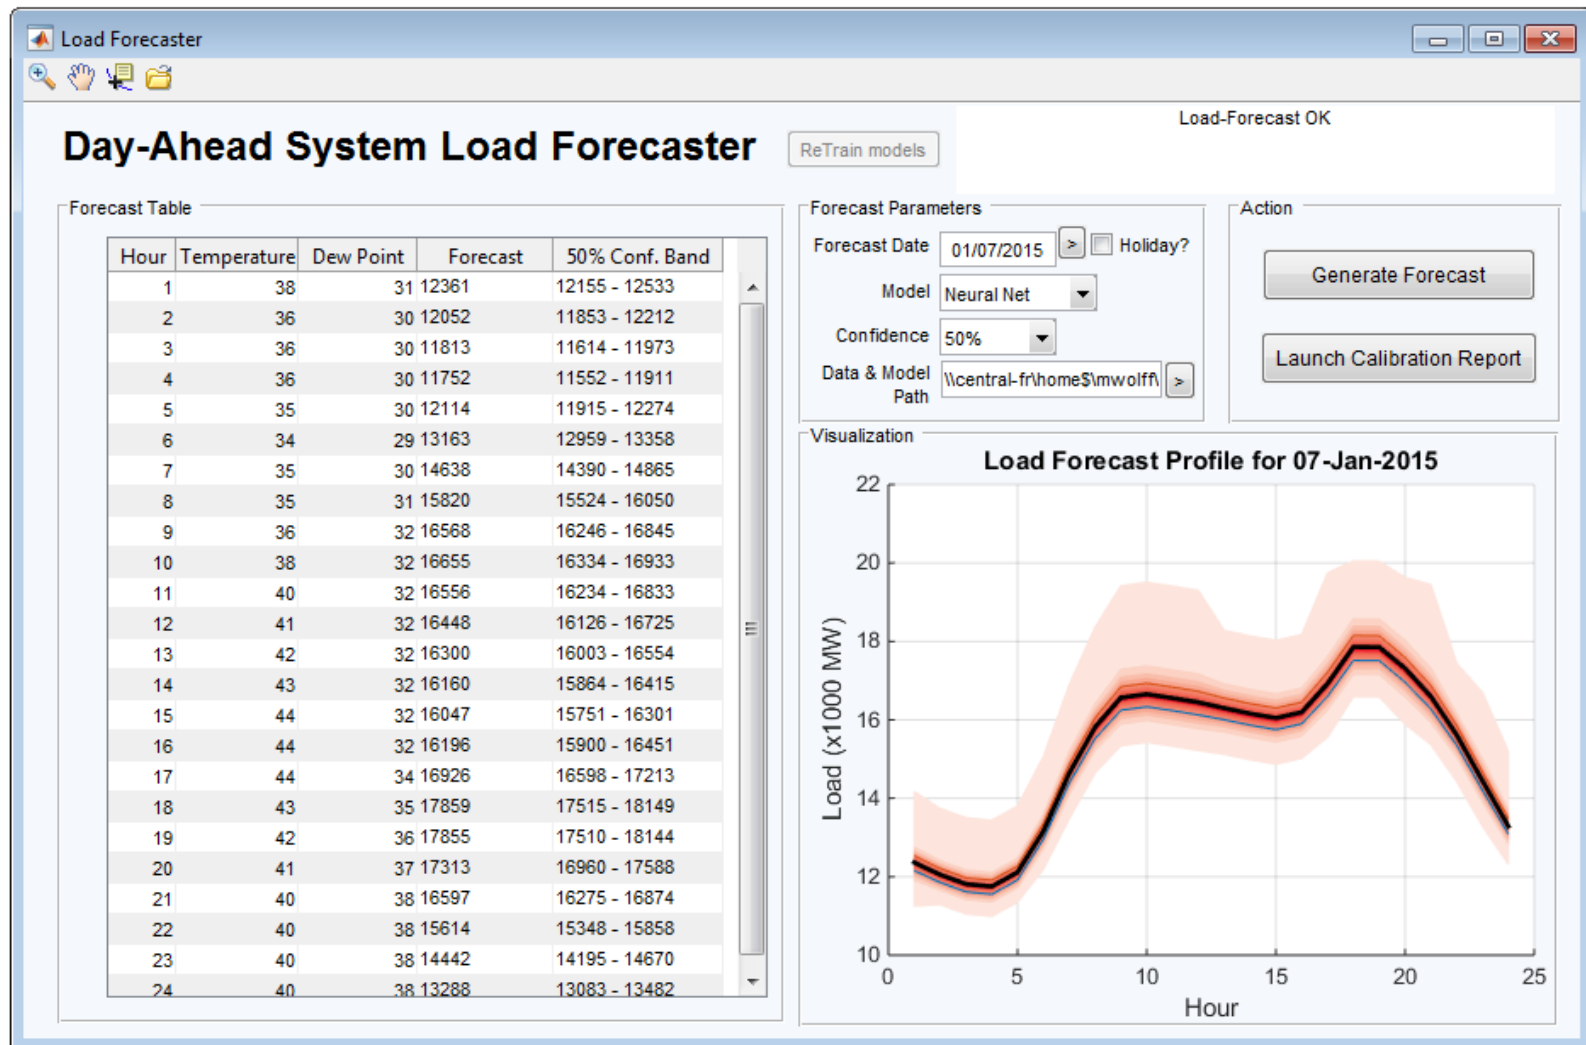 Load Forecaster
Load-Forecast OK
Day-Ahead System Load Forecaster
ReTrain models
Forecast Table
Hour Temperature Dew Point Forecast 50% Conf. Band
1 38 31 12361 12155 - 12533
2 36 30 12052 11853 - 12212
3 36 30 11813 11614 - 11973
4 36 30 11752 11552 - 11911
5 35 30 12114 11915 - 12274
6 34 29 13163 12959 - 13358
7 35 30 14638 14390 - 14865
8 35 31 15820 15524 - 16050
9 36 32 16568 16246 - 16845
10 38 32 16655 16334 - 16933
11 40 32 16556 16234 - 16833
12 41 32 16448 16126 - 16725
13 42 32 16300 16003 - 16554
14 43 32 16160 15864 - 16415
15 44 32 16047 15751 - 16301
16 44 32 16196 15900 - 16451
17 44 34 16926 16598 - 17213
18 43 35 17859 17515 - 18149
19 42 36 17855 17510 - 18144
20 41 37 17313 16960 - 17588
21 40 38 16597 16275 - 16874
22 40 38 15614 15348 - 15858
23 40 38 14442 14195 - 14670
24 40 38 13288 13083 - 13482
Forecast Parameters
Forecast Date 01/07/2015 > Holiday?
Model Neural Net
Confidence 50%
Data & Model
Path \\central-fr\home$\mwolff\ >
Action
Generate Forecast
Launch Calibration Report
Visualization
Load Forecast Profile for 07-Jan-2015
22
20
18
16
14
12
10
Load (x1000 MW)
0 5 10 15 20 25
Hour